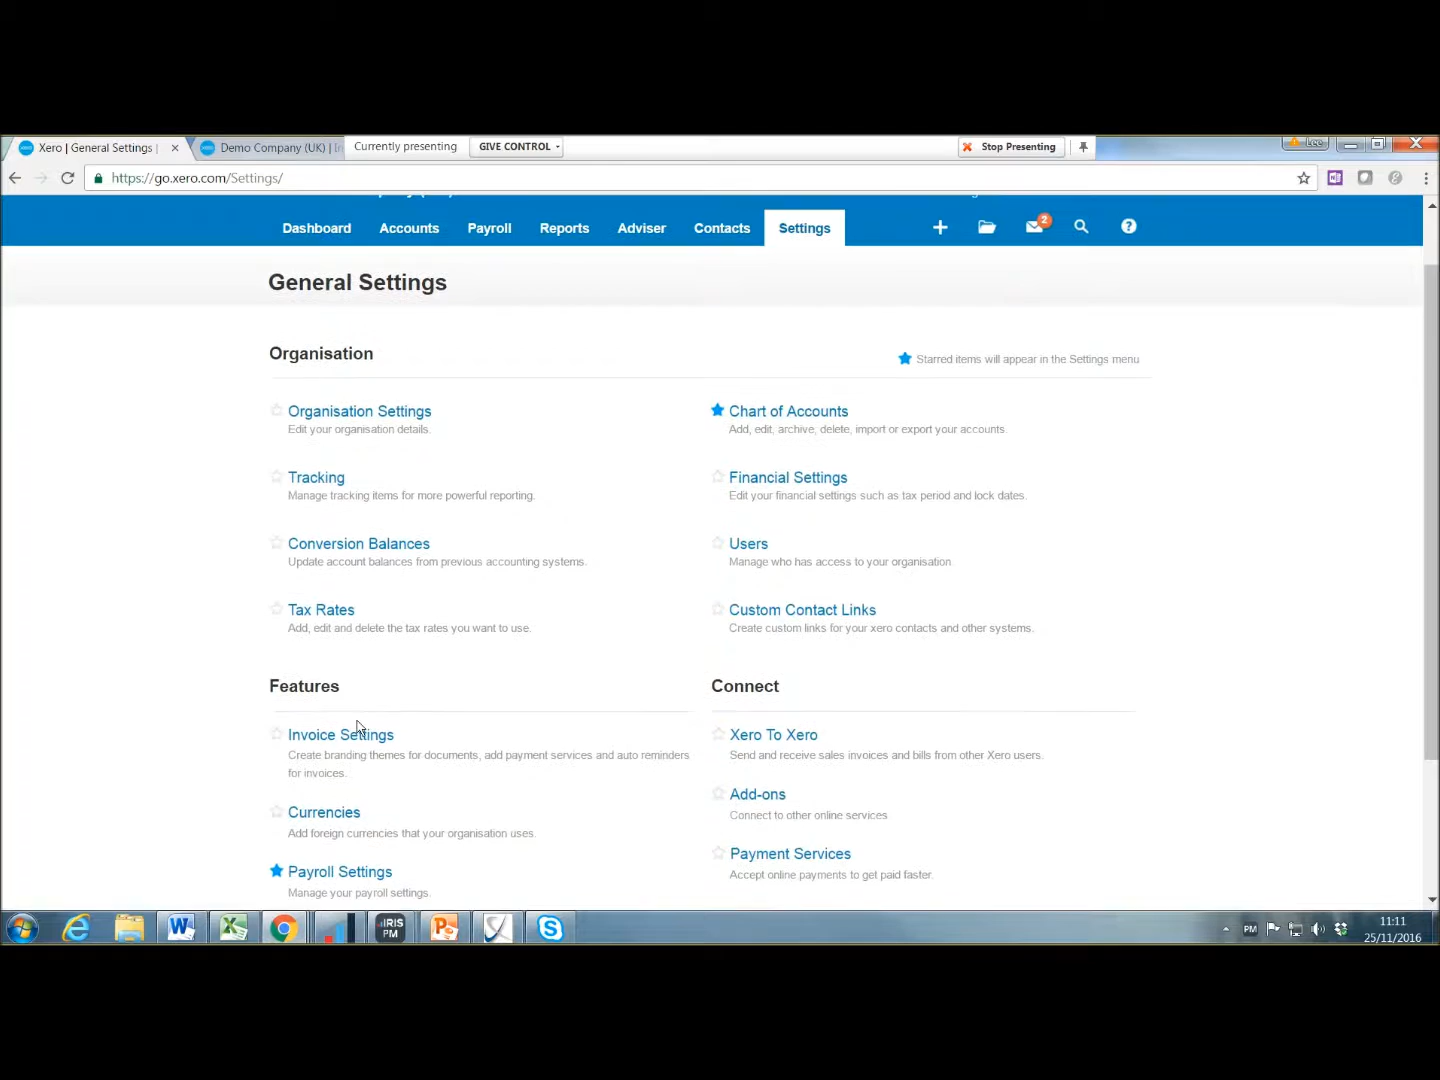 Xero | General Settings |
Demo Company (UK) | In
Currently presenting
GIVE CONTROL
Stop Presenting
Lee
https://go.xero.com/Settings/
Dashboard Accounts Payroll Reports Adviser Contacts Settings
2
General Settings
Organisation
Starred items will appear in the Settings menu
Organisation Settings
Edit your organisation details.
Chart of Accounts
Add, edit, archive, delete, import or export your accounts.
Tracking
Manage tracking items for more powerful reporting.
Financial Settings
Edit your financial settings such as tax period and lock dates.
Conversion Balances
Update account balances from previous accounting systems.
Users
Manage who has access to your organisation.
Tax Rates
Add, edit and delete the tax rates you want to use.
Custom Contact Links
Create custom links for your xero contacts and other systems.
Features
Invoice Settings
Create branding themes for documents, add payment services and auto reminders
for invoices.
Currencies
Add foreign currencies that your organisation uses.
Payroll Settings
Manage your payroll settings.
Connect
Xero To Xero
Send and receive sales invoices and bills from other Xero users.
Add-ons
Connect to other online services.
Payment Services
Accept online payments to get paid faster.
IRIS
PM
PM
11:11
25/11/2016